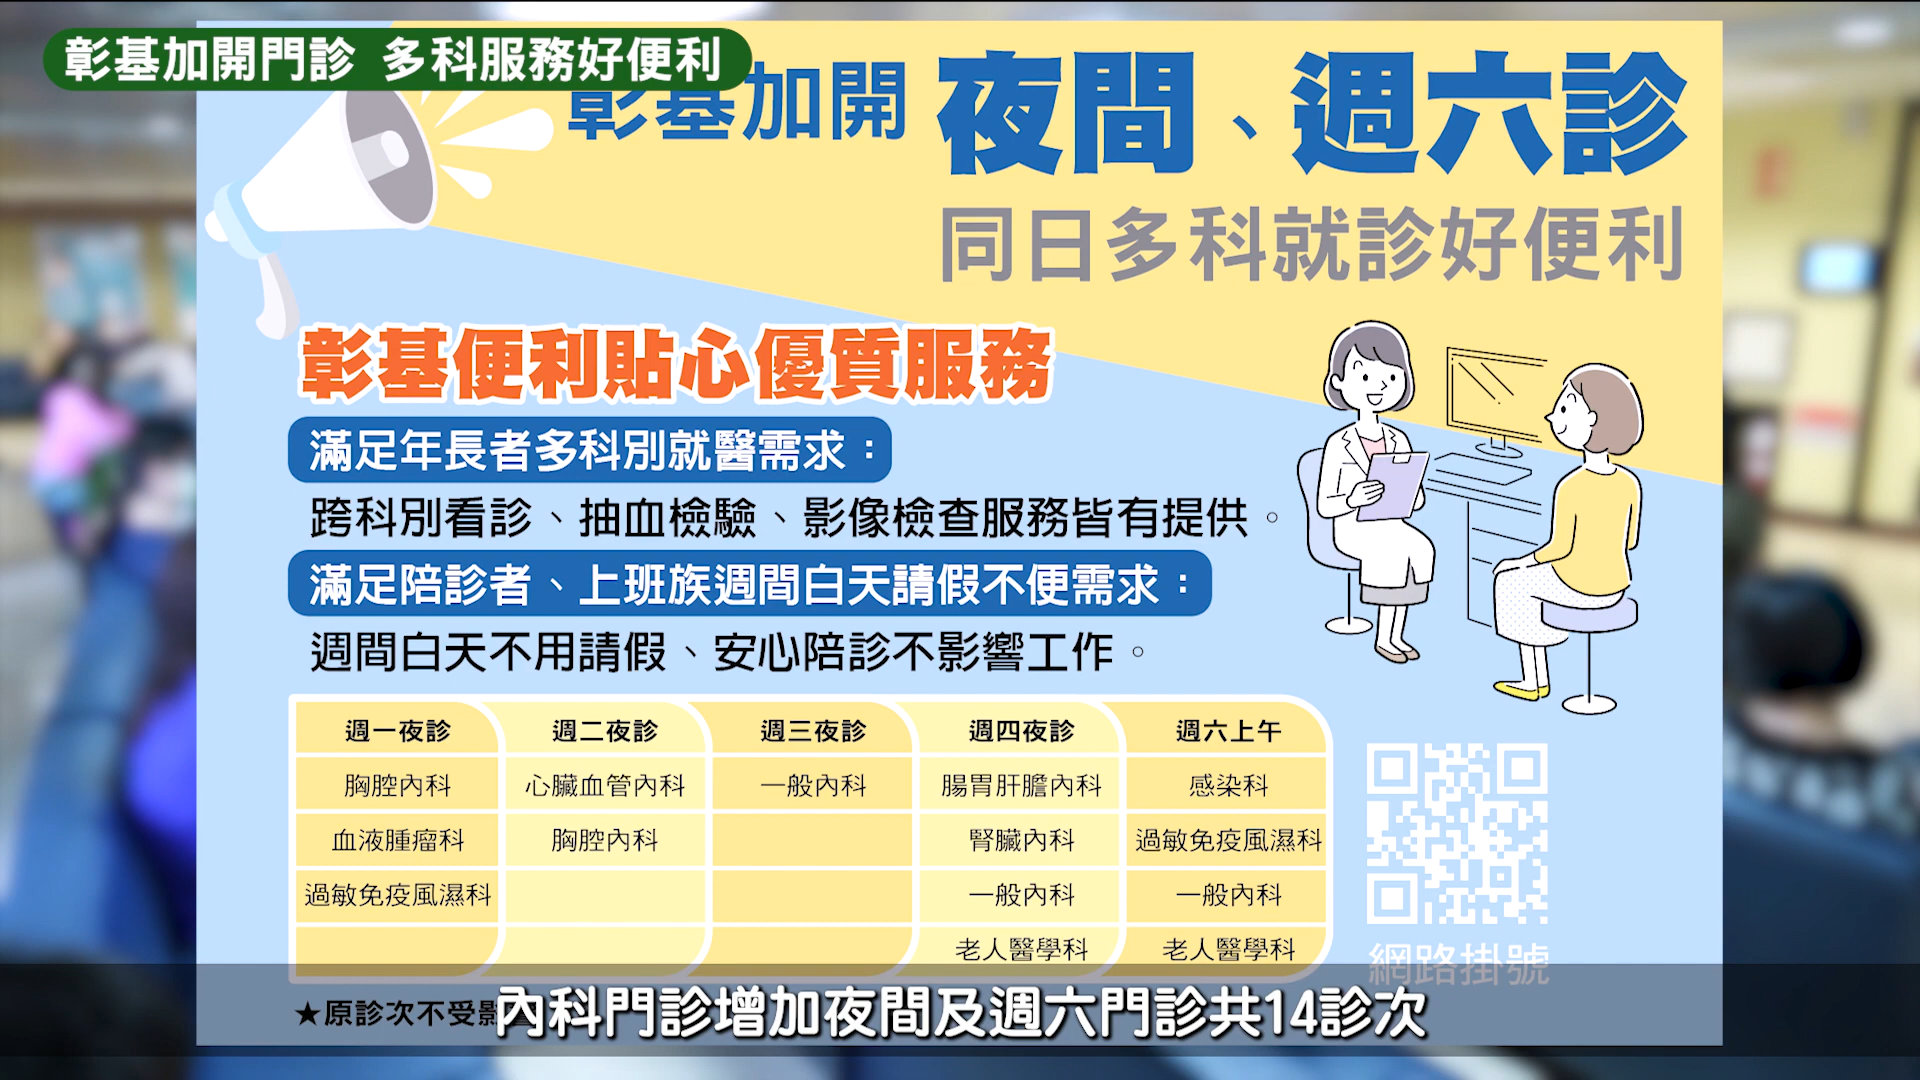 彰基加開門診 多科服務好便利
彰基加開 夜間、週六診
同日多科就診好便利
彰基便利貼心優質服務
滿足年長者多科別就醫需求：
跨科別看診、抽血檢驗、影像檢查服務皆有提供。
滿足陪診者、上班族週間白天請假不便需求：
週間白天不用請假、安心陪診不影響工作。
週一夜診 週二夜診 週三夜診 週四夜診 週六上午
胸腔內科 心臟血管內科 一般內科 腸胃肝膽內科 感染科
血液腫瘤科 胸腔內科 腎臟內科 過敏免疫風濕科
過敏免疫風濕科 一般內科 一般內科
老人醫學科 老人醫學科
網路掛號
★原診次不受影
內科門診增加夜間及週六門診共14診次